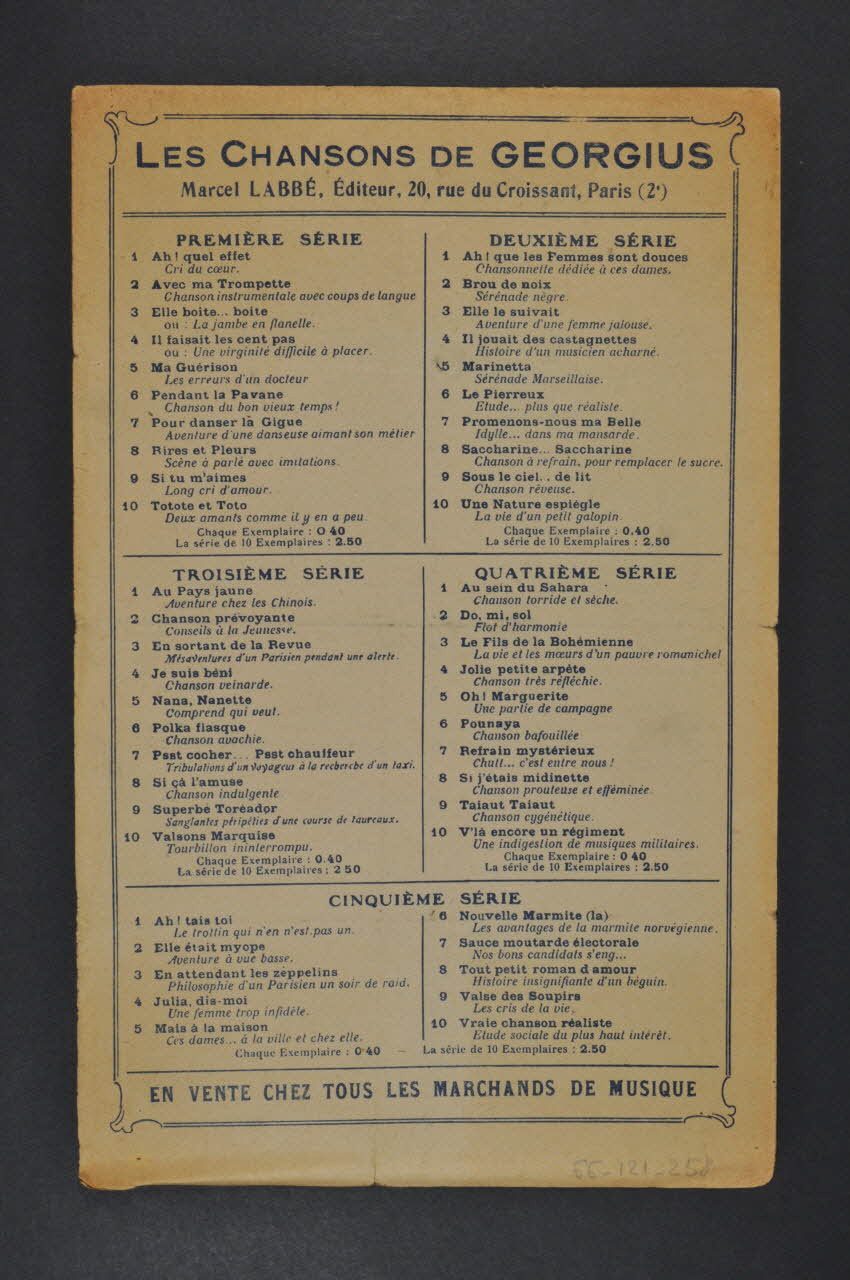 LES CHANSONS DE GEORGIUS
Marcel LABBÉ, Éditeur, 20, rue du Croissant, Paris (2e)
PREMIÈRE SÉRIE
1 Ah! quel effet
Cri du cœur.
2 Avec ma Trompette
Chanson instrumentale avec coups de langue
3 Elle boite... boite
ou : La jambe en flanelle.
4 Il faisait les cent pas
ou : Une virginité difficile à placer.
5 Ma Guérison
Les erreurs d'un docteur
6 Pendant la Pavane
Chanson du bon vieux temps!
7 Pour danser la Gigue
Aventure d'une danseuse aimant son métier
8 Rires et Pleurs
Scène à parlé avec imitations.
9 Si tu m'aimes
Long cri d'amour.
10 Totote et Toto
Deux amants comme il y en a peu.
Chaque Exemplaire : 0 40
La série de 10 Exemplaires : 2.50
DEUXIÈME SÉRIE
1 Ah! que les Femmes sont douces
Chansonnette dédiée à ces dames.
2 Brou de noix
Sérénade nègre.
3 Elle le suivait
Aventure d'une femme jalouse.
4 Il jouait des castagnettes
Histoire d'un musicien acharné.
5 Marinetta
Sérénade Marseillaise.
6 Le Pierreux
Etude... plus que réaliste.
7 Promenons-nous ma Belle
Idylle... dans ma mansarde.
8 Saccharine... Saccharine
Chanson à refrain, pour remplacer le sucre.
9 Sous le ciel.. de lit
Chanson rêveuse.
10 Une Nature espiègle
La vie d'un petit galopin.
Chaque Exemplaire : 0.40
La série de 10 Exemplaires : 2.50
TROISIÈME SÉRIE
1 Au Pays jaune
Aventure chez les Chinois.
2 Chanson prévoyante
Conseils à la Jeunesse.
3 En sortant de la Revue
Mésaventures d'un Parisien pendant une alerte.
4 Je suis béni
Chanson veinarde.
5 Nana, Nanette
Comprend qui veut.
6 Polka fiasque
Chanson avachie.
7 Psst cocher... Psst chauffeur
Tribulations d'un voyageur à la recherche d'un taxi.
8 Si çà l'amuse
Chanson indulgente
9 Superbe Toréador
Sanglantes péripéties d'une course de taureaux.
10 Valsons Marquise
Tourbillon ininterrompu.
Chaque Exemplaire : 0.40
La série de 10 Exemplaires : 2 50
QUATRIÈME SÉRIE
1 Au sein du Sahara
Chanson torride et sèche.
2 Do, mi, sol
Flot d'harmonie
3 Le Fils de la Bohémienne
La vie et les mœurs d'un pauvre romanichel
4 Jolie petite arpète
Chanson très réfléchie.
5 Oh! Marguerite
Une partie de campagne
6 Pounaya
Chanson bafouillée
7 Refrain mystérieux
Chutt... c'est entre nous!
8 Si j'étais midinette
Chanson prouteuse et efféminée.
9 Taiaut Taiaut
Chanson cygénétique.
10 V'là encore un régiment
Une indigestion de musiques militaires.
Chaque Exemplaire : 0 40
La série de 10 Exemplaires : 2.50
CINQUIÈME SÉRIE
1 Ah! tais toi
Le trottin qui n'en n'est pas un.
2 Elle était myope
Aventure à vue basse.
3 En attendant les zeppelins
Philosophie d'un Parisien un soir de raid.
4 Julia, dis-moi
Une femme trop infidèle.
5 Mais à la maison
Ces dames... à la ville et chez elle.
6 Nouvelle Marmite (la)
Les avantages de la marmite norvégienne.
7 Sauce moutarde électorale
Nos bons candidats s'eng...
8 Tout petit roman d amour
Histoire insignifiante d'un béguin.
9 Valse des Soupirs
Les cris de la vie.
10 Vraie chanson réaliste
Etude sociale du plus haut intérêt.
Chaque Exemplaire : 0 40 — La série de 10 Exemplaires : 2.50
EN VENTE CHEZ TOUS LES MARCHANDS DE MUSIQUE
EE-121-258